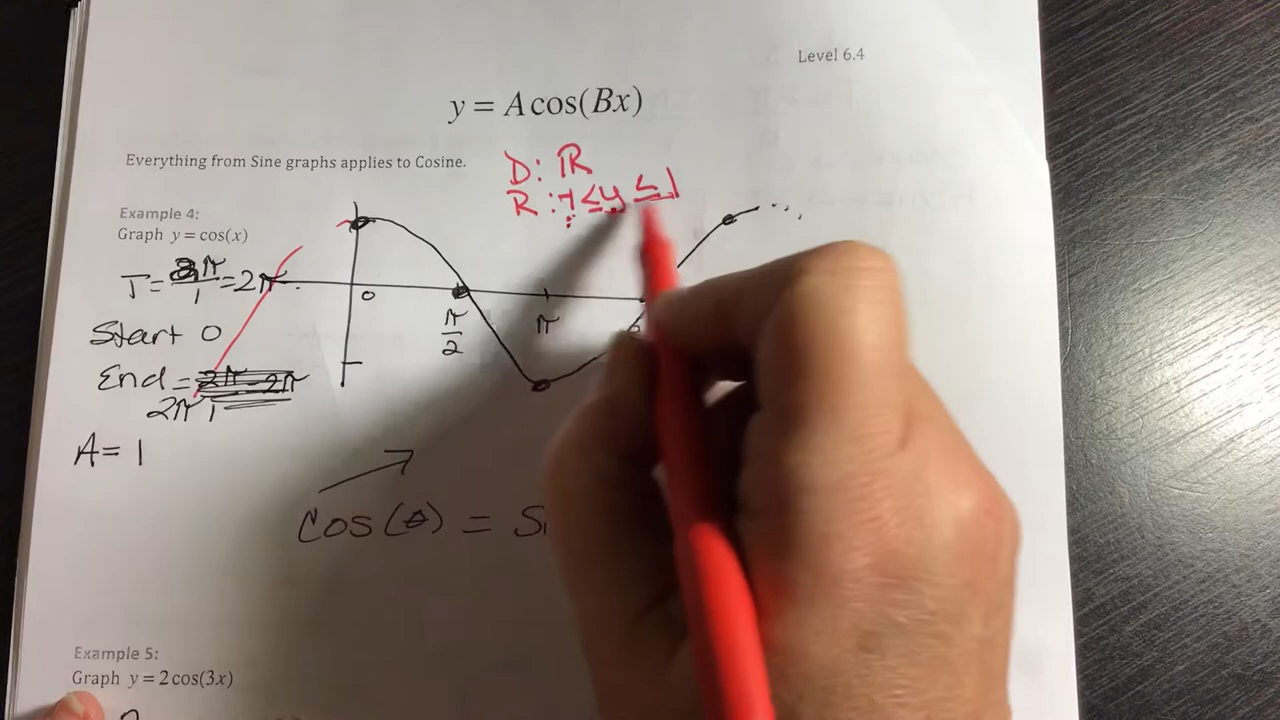 Level 6.4
y = A cos(Bx)
Everything from Sine graphs applies to Cosine.
D: ℝ
R: -1 ≤ y ≤ 1
Example 4:
Graph y = cos(x)
T = 2π/1 = 2π
0
π/2
π
Start 0
End =
2π
A = 1
Cos(θ) =
Example 5:
Graph y = 2cos(3x)